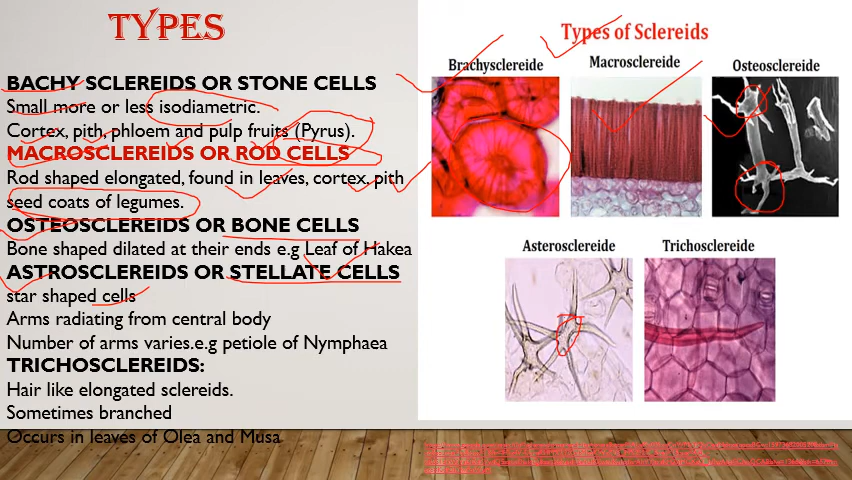 TYPES
BACHY SCLEREIDS OR STONE CELLS
Small more or less isodiametric.
Cortex, pith, phloem and pulp fruits (Pyrus).
MACROSCLEREIDS OR ROD CELLS
Rod shaped elongated, found in leaves, cortex, pith
seed coats of legumes.
OSTEOSCLEREIDS OR BONE CELLS
Bone shaped dilated at their ends e.g Leaf of Hakea
ASTROSCLEREIDS OR STELLATE CELLS
star shaped cells
Arms radiating from central body
Number of arms varies.e.g petiole of Nymphaea
TRICHOSCLEREIDS:
Hair like elongated sclereids.
Sometimes branched
Occurs in leaves of Olea and Musa
Types of Sclereids
Brachysclereide
Macrosclereide
Osteosclereide
Asterosclereide
Trichosclereide